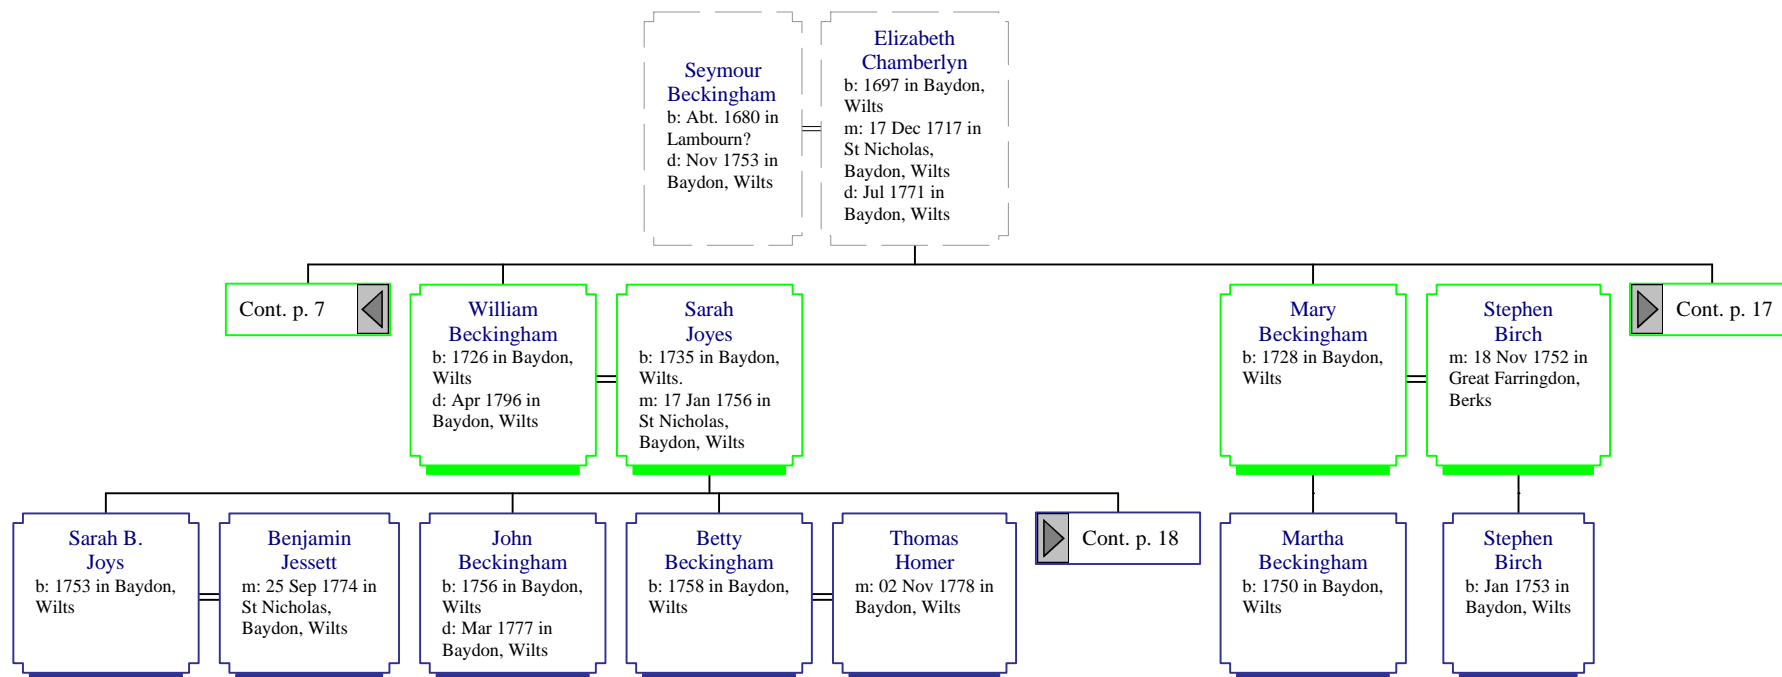 Seymour
Beckingham
b: Abt. 1680 in
Lambourn?
d: Nov 1753 in
Baydon, Wilts
Elizabeth
Chamberlyn
b: 1697 in Baydon,
Wilts
m: 17 Dec 1717 in
St Nicholas,
Baydon, Wilts
d: Jul 1771 in
Baydon, Wilts
Cont. p. 7
William
Beckingham
b: 1726 in Baydon,
Wilts
d: Apr 1796 in
Baydon, Wilts
Sarah
Joyes
b: 1735 in Baydon,
Wilts.
m: 17 Jan 1756 in
St Nicholas,
Baydon, Wilts
Mary
Beckingham
b: 1728 in Baydon,
Wilts
Stephen
Birch
m: 18 Nov 1752 in
Great Farringdon,
Berks
Cont. p. 17
Sarah B.
Joys
b: 1753 in Baydon,
Wilts
Benjamin
Jessett
m: 25 Sep 1774 in
St Nicholas,
Baydon, Wilts
John
Beckingham
b: 1756 in Baydon,
Wilts
d: Mar 1777 in
Baydon, Wilts
Betty
Beckingham
b: 1758 in Baydon,
Wilts
Thomas
Homer
m: 02 Nov 1778 in
Baydon, Wilts
Cont. p. 18
Martha
Beckingham
b: 1750 in Baydon,
Wilts
Stephen
Birch
b: Jan 1753 in
Baydon, Wilts